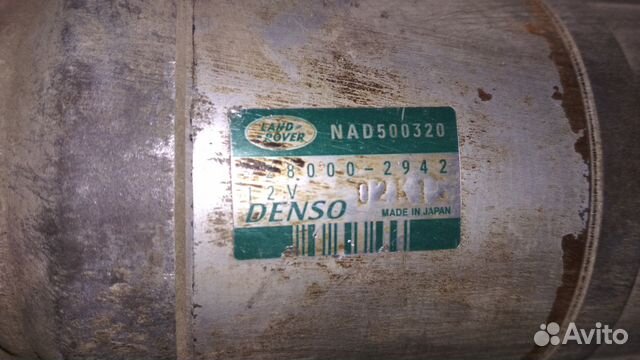 LAND ROVER
NAD500320
8000-2942
12V
DENSO
MADE IN JAPAN
Avito